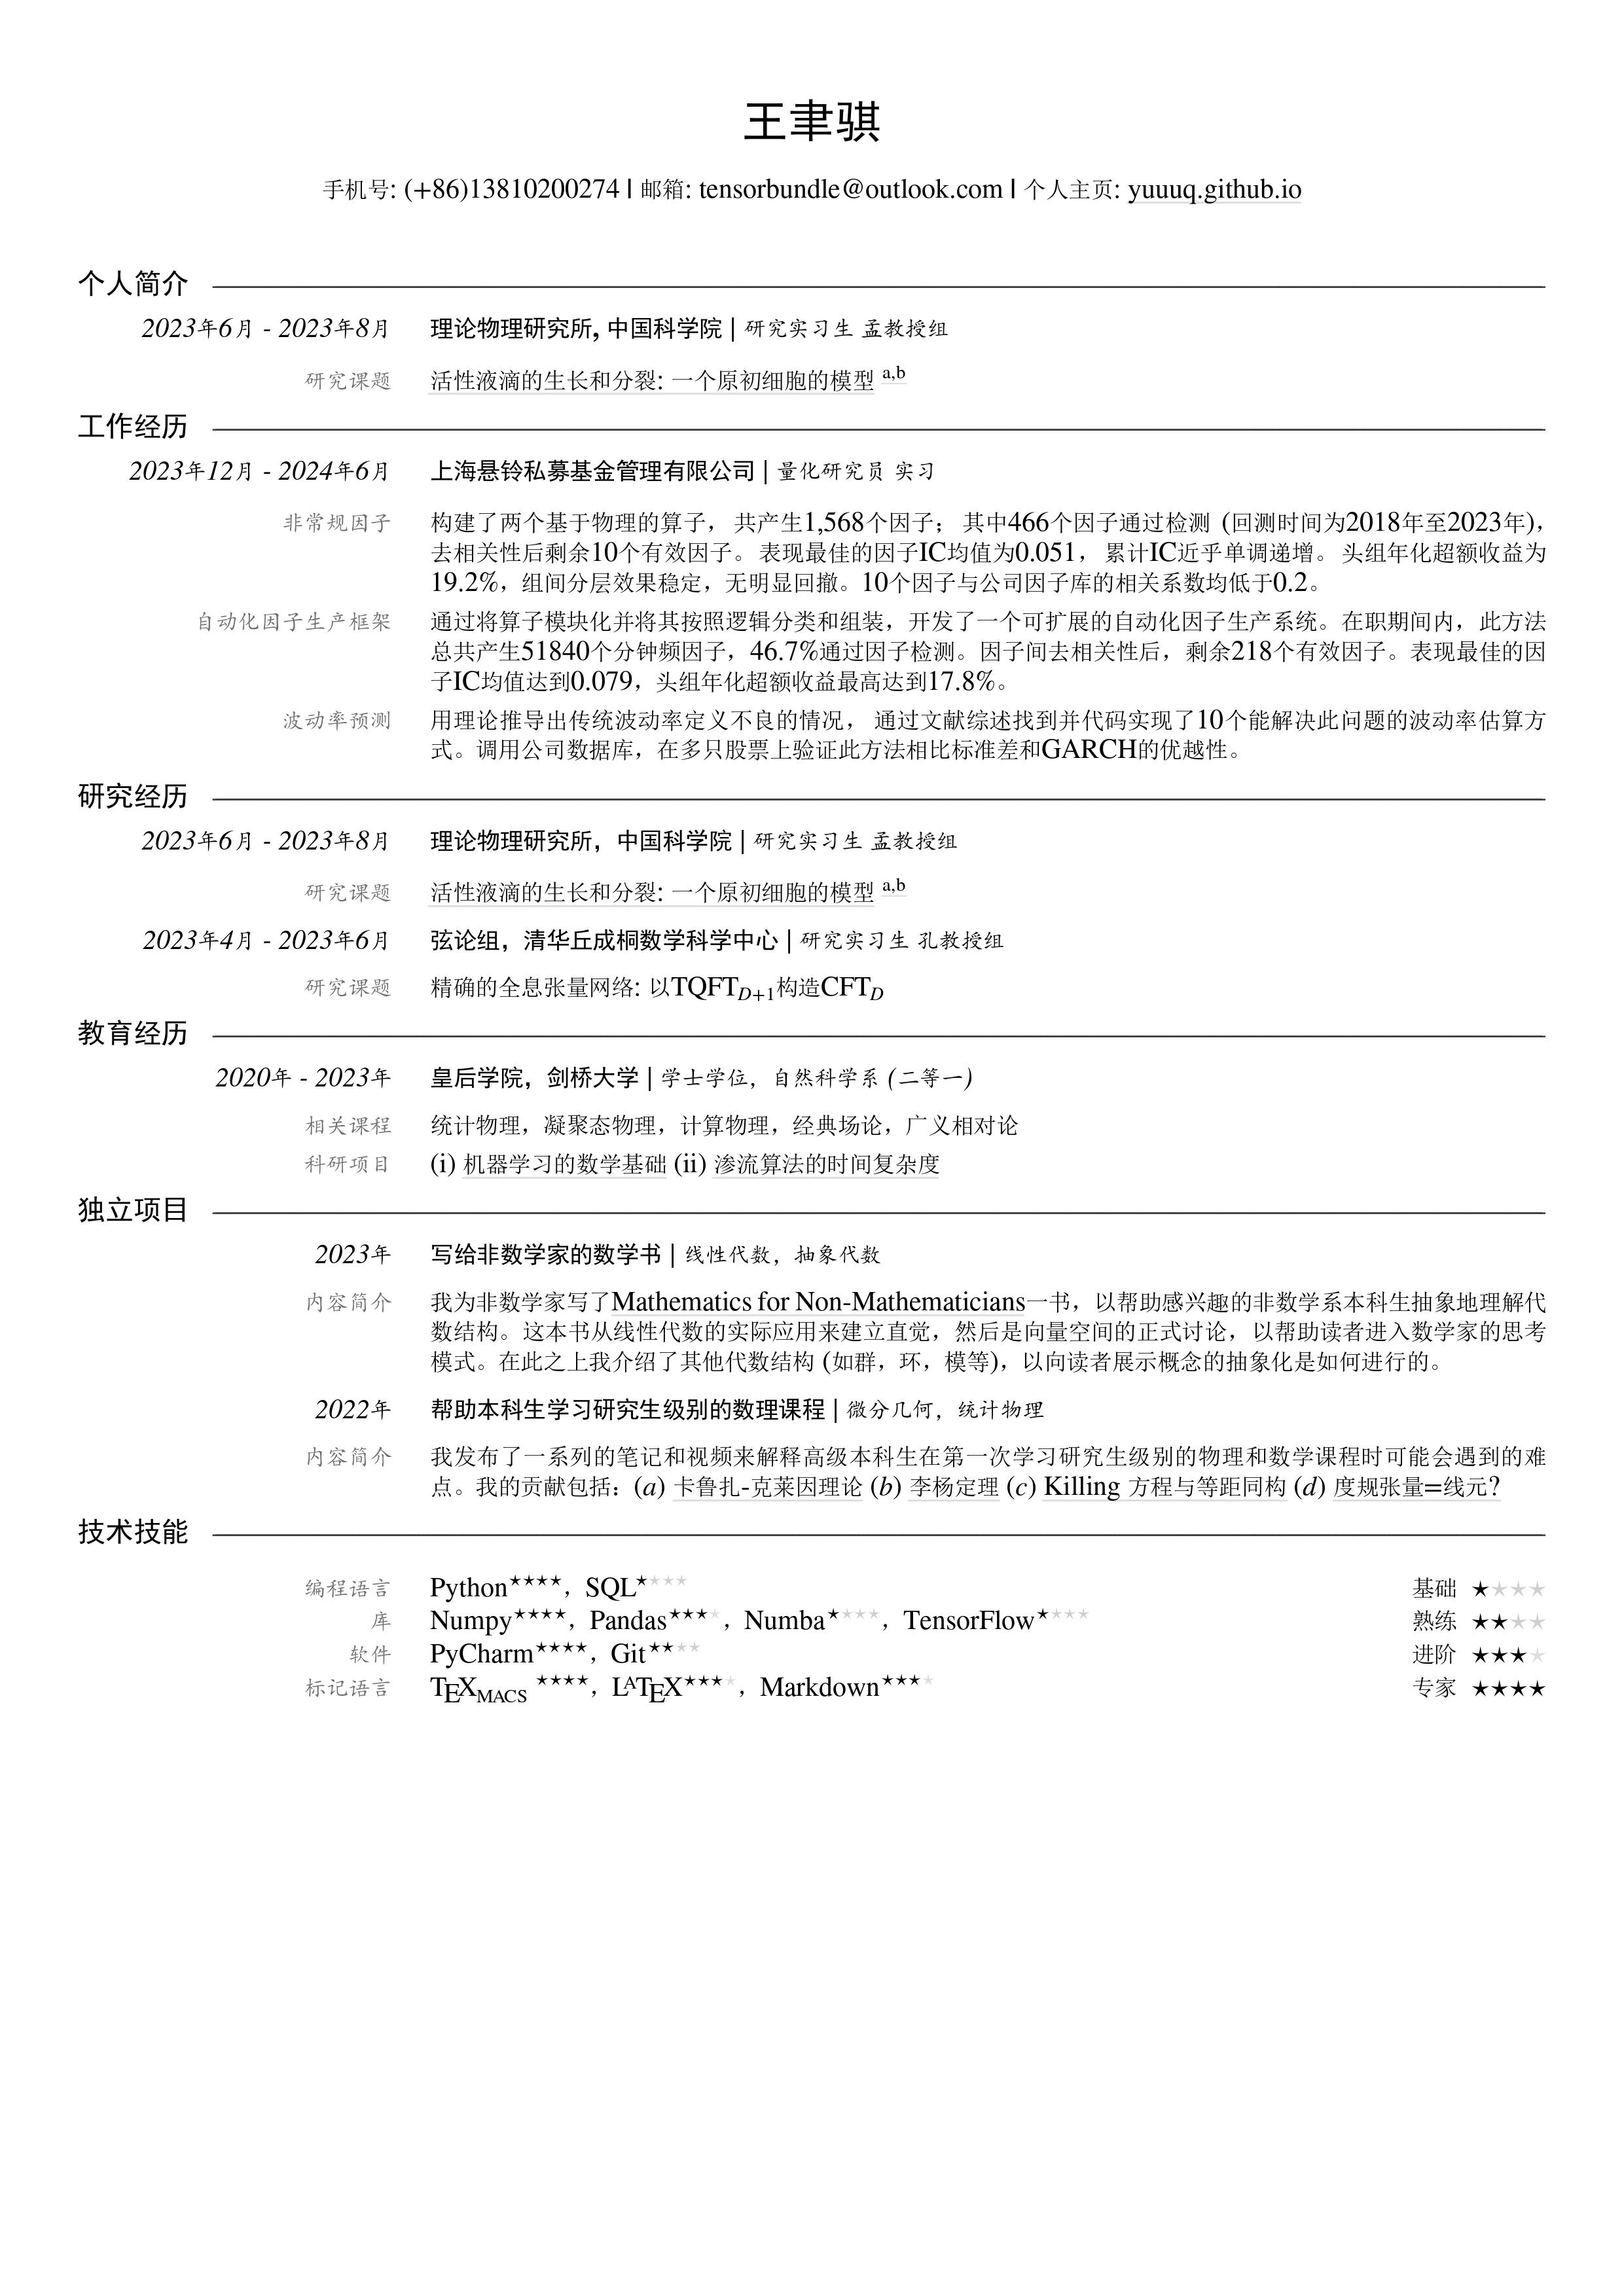 王聿骐
手机号: (+86)13810200274 | 邮箱: tensorbundle@outlook.com | 个人主页: yuuuq.github.io
个人简介
2023年6月 - 2023年8月 理论物理研究所, 中国科学院 | 研究实习生 孟教授组
研究课题 活性液滴的生长和分裂: 一个原初细胞的模型 a,b
工作经历
2023年12月 - 2024年6月 上海悬铃私募基金管理有限公司 | 量化研究员 实习
非常规因子 构建了两个基于物理的算子， 共产生1,568个因子； 其中466个因子通过检测 (回测时间为2018年至2023年)，
去相关性后剩余10个有效因子。 表现最佳的因子IC均值为0.051， 累计IC近乎单调递增。 头组年化超额收益为
19.2%，组间分层效果稳定，无明显回撤。10个因子与公司因子库的相关系数均低于0.2。
自动化因子生产框架 通过将算子模块化并将其按照逻辑分类和组装，开发了一个可扩展的自动化因子生产系统。在职期间内，此方法
总共产生51840个分钟频因子，46.7%通过因子检测。因子间去相关性后，剩余218个有效因子。表现最佳的因
子IC均值达到0.079，头组年化超额收益最高达到17.8%。
波动率预测 用理论推导出传统波动率定义不良的情况， 通过文献综述找到并代码实现了10个能解决此问题的波动率估算方
式。调用公司数据库，在多只股票上验证此方法相比标准差和GARCH的优越性。
研究经历
2023年6月 - 2023年8月 理论物理研究所，中国科学院 | 研究实习生 孟教授组
研究课题 活性液滴的生长和分裂: 一个原初细胞的模型 a,b
2023年4月 - 2023年6月 弦论组，清华丘成桐数学科学中心 | 研究实习生 孔教授组
研究课题 精确的全息张量网络: 以TQFT_{D+1}构造CFT_D
教育经历
2020年 - 2023年 皇后学院，剑桥大学 | 学士学位，自然科学系 (二等一)
相关课程 统计物理，凝聚态物理，计算物理，经典场论，广义相对论
科研项目 (i) 机器学习的数学基础 (ii) 渗流算法的时间复杂度
独立项目
2023年 写给非数学家的数学书 | 线性代数，抽象代数
内容简介 我为非数学家写了Mathematics for Non-Mathematicians一书，以帮助感兴趣的非数学系本科生抽象地理解代
数结构。这本书从线性代数的实际应用来建立直觉，然后是向量空间的正式讨论，以帮助读者进入数学家的思考
模式。在此之上我介绍了其他代数结构 (如群，环，模等)，以向读者展示概念的抽象化是如何进行的。
2022年 帮助本科生学习研究生级别的数理课程 | 微分几何，统计物理
内容简介 我发布了一系列的笔记和视频来解释高级本科生在第一次学习研究生级别的物理和数学课程时可能会遇到的难
点。我的贡献包括：(a) 卡鲁扎-克莱因理论 (b) 李杨定理 (c) Killing 方程与等距同构 (d) 度规张量=线元?
技术技能
编程语言 Python★★★★，SQL★★★★ 基础 ★★★★
库 Numpy★★★★，Pandas★★★★，Numba★★★★，TensorFlow★★★★ 熟练 ★★★★
软件 PyCharm★★★★，Git★★★★ 进阶 ★★★★
标记语言 TEXMACS ★★★★，LATEX★★★★，Markdown★★★★ 专家 ★★★★